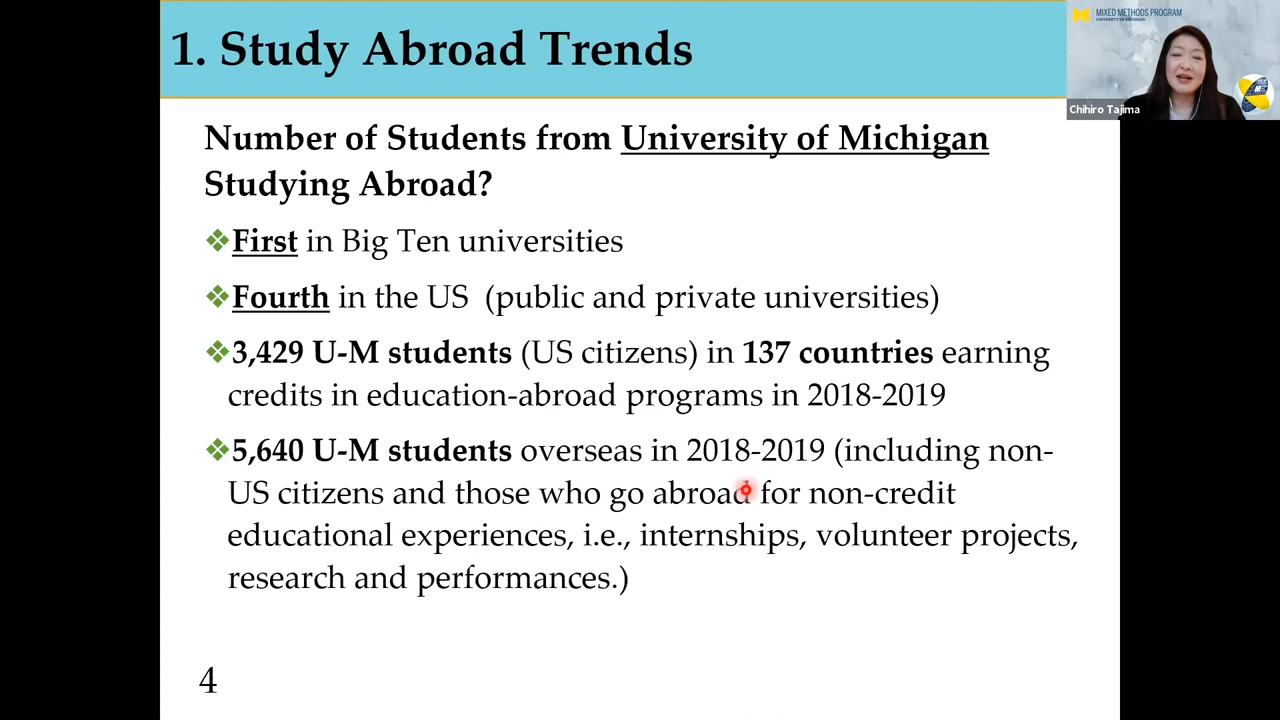 1. Study Abroad Trends
MIXED METHODS PROGRAM
UNIVERSITY OF MICHIGAN
Chihiro Tajima
Number of Students from University of Michigan
Studying Abroad?
❖First in Big Ten universities
❖Fourth in the US (public and private universities)
❖3,429 U-M students (US citizens) in 137 countries earning
credits in education-abroad programs in 2018-2019
❖5,640 U-M students overseas in 2018-2019 (including non-
US citizens and those who go abroad for non-credit
educational experiences, i.e., internships, volunteer projects,
research and performances.)
4